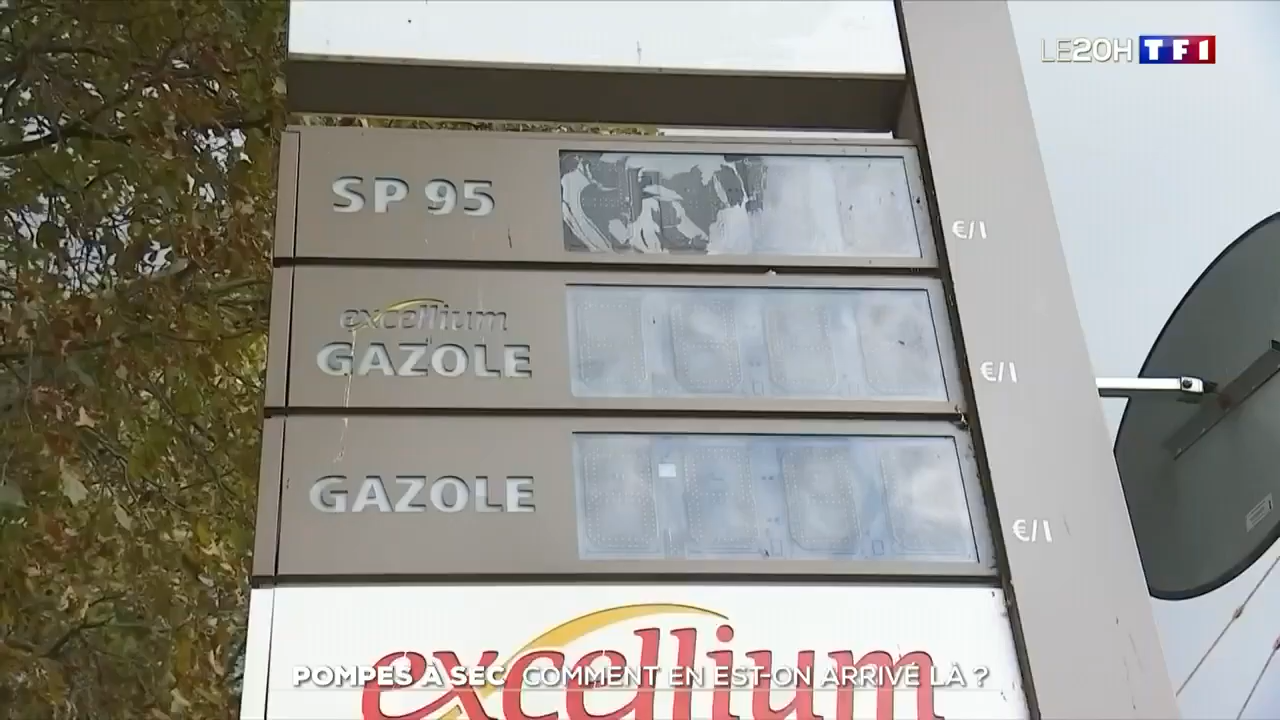 LE20H TF1
SP 95
€/l
excellium
GAZOLE
€/l
GAZOLE
€/l
excellium
POMPES À SEC COMMENT EN EST-ON ARRIVÉ LÀ ?